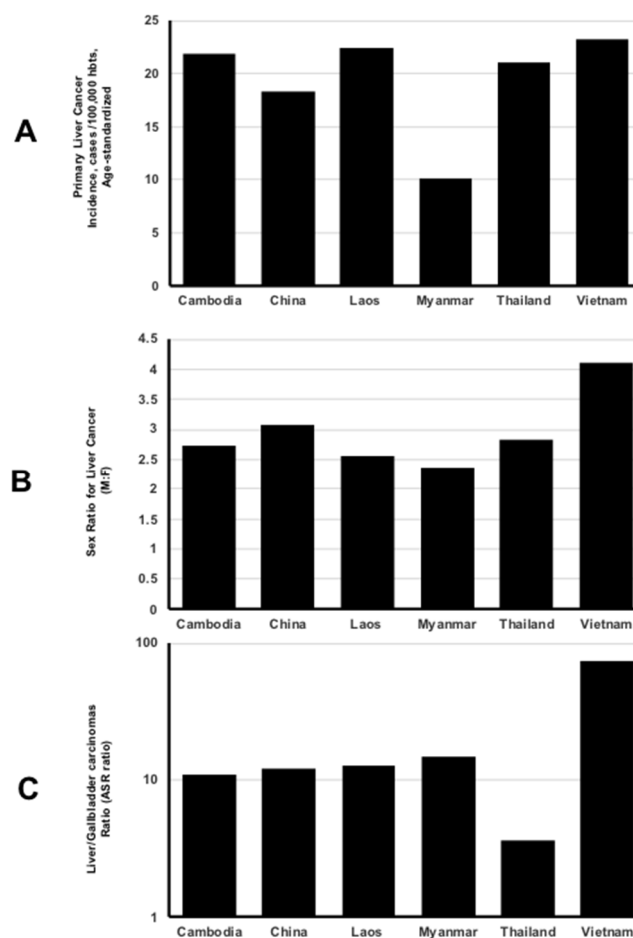 A
Primary Liver Cancer
Incidence, cases /100,000 hbts,
Age-standardized
25
20
15
10
5
0
Cambodia China Laos Myanmar Thailand Vietnam
B
Sex Ratio for Liver Cancer
(M:F)
4.5
4
3.5
3
2.5
2
1.5
1
0.5
0
Cambodia China Laos Myanmar Thailand Vietnam
C
Liver/Gallbladder carcinomas
Ratio (ASR ratio)
100
10
1
Cambodia China Laos Myanmar Thailand Vietnam